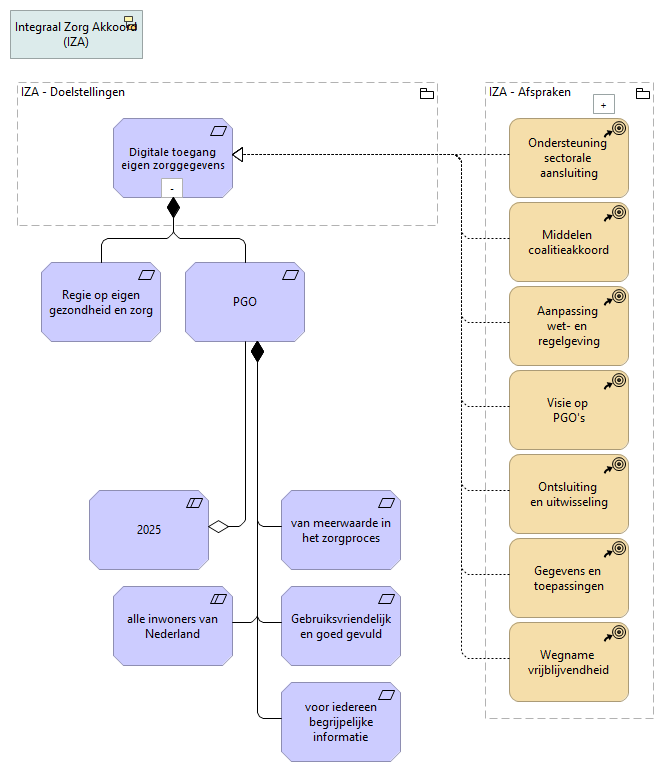 Integraal Zorg Akkoord
(IZA)
IZA - Doelstellingen
Digitale toegang
eigen zorggegevens
-
Regie op eigen
gezondheid en zorg
PGO
2025
van meerwaarde in
het zorgproces
alle inwoners van
Nederland
Gebruiksvriendelijk
en goed gevuld
voor iedereen
begrijpelijke
informatie
IZA - Afspraken
+
Ondersteuning
sectorale
aansluiting
Middelen
coalitieakkoord
Aanpassing
wet- en
regelgeving
Visie op
PGO's
Ontsluiting
en uitwisseling
Gegevens en
toepassingen
Wegname
vrijblijvendheid